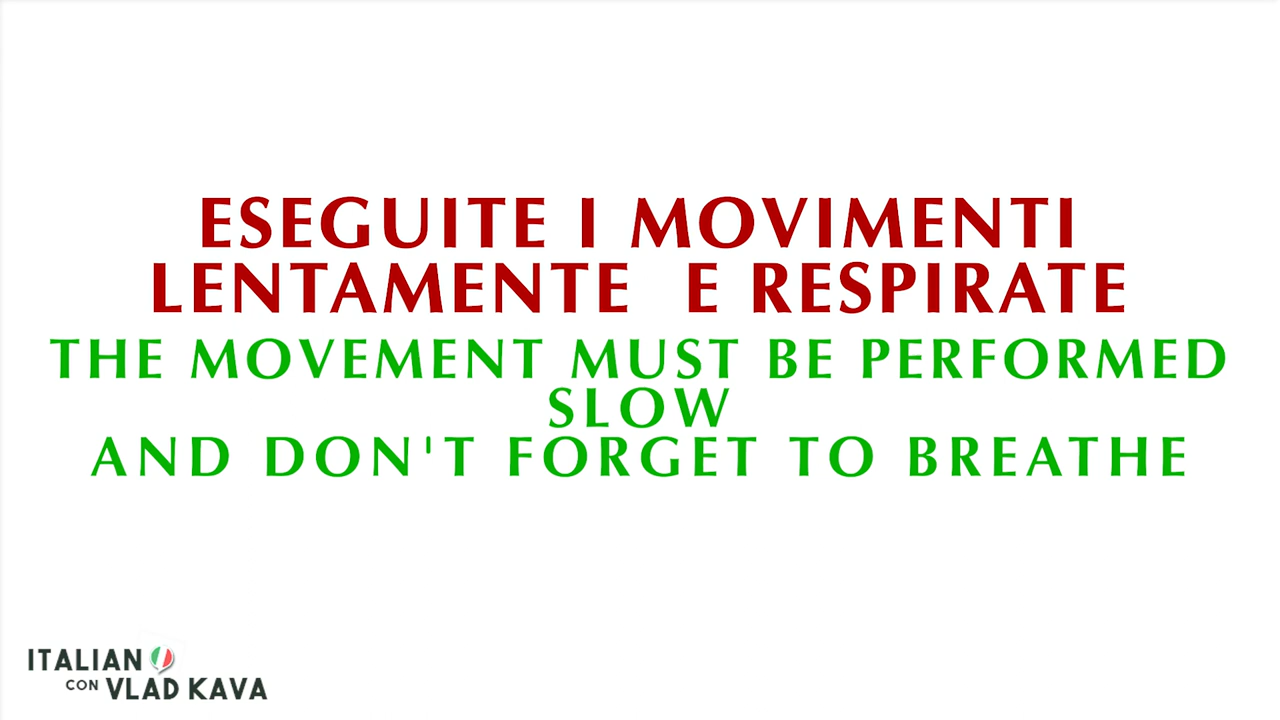 ESEGUITE I MOVIMENTI
LENTAMENTE E RESPIRATE
THE MOVEMENT MUST BE PERFORMED
SLOW
AND DON'T FORGET TO BREATHE
ITALIAN
CON VLAD KAVA